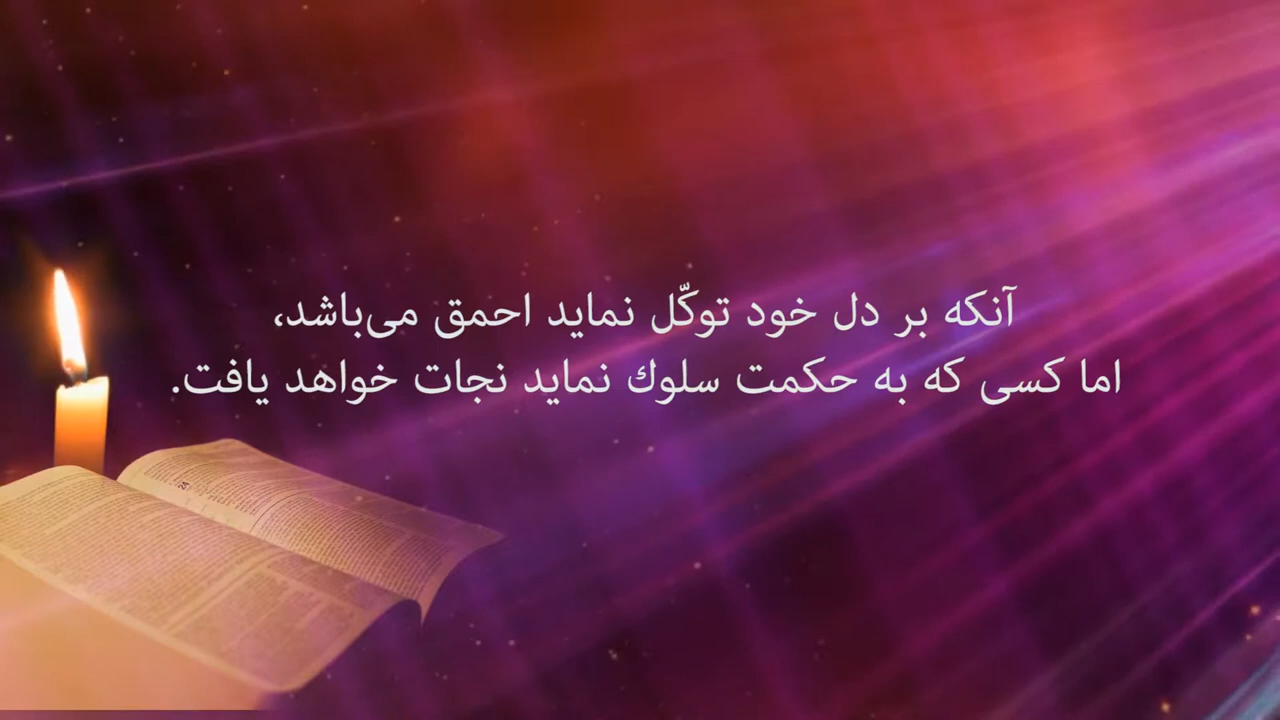 آنکه بر دل خود توکّل نماید احمق می‌باشد،
اما کسی که به حکمت سلوك نماید نجات خواهد یافت.